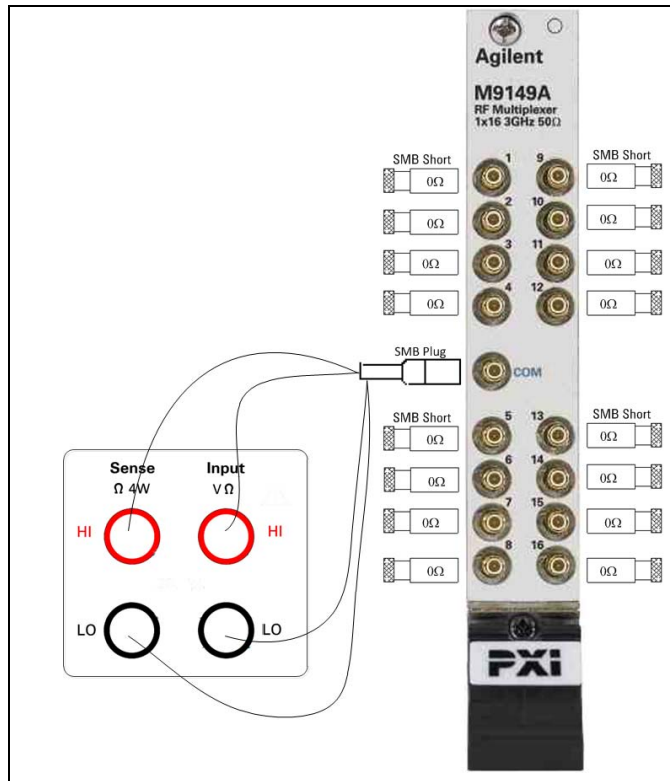 Agilent
M9149A
RF Multiplexer
1x16 3GHz 50Ω
SMB Short
SMB Short
1 9
0Ω 0Ω
2 10
0Ω 0Ω
3 11
0Ω 0Ω
4 12
0Ω 0Ω
SMB Plug
COM
SMB Short
SMB Short
5 13
0Ω 0Ω
6 14
0Ω 0Ω
7 15
0Ω 0Ω
8 16
0Ω 0Ω
Sense Input
Ω 4W VΩ
HI HI
LO LO
PXI